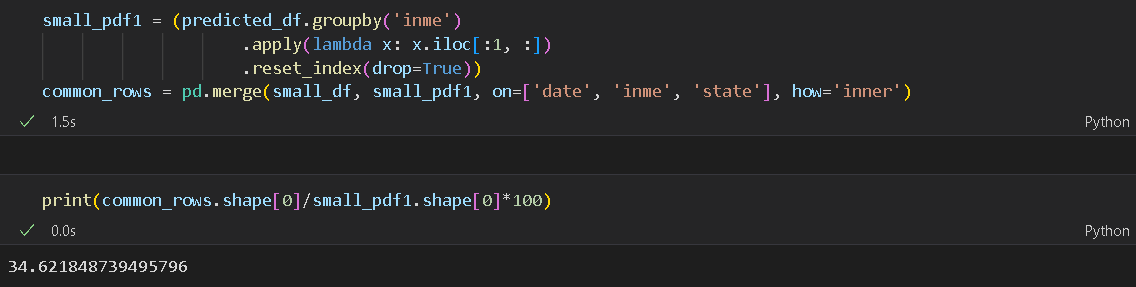 small_pdf1 = (predicted_df.groupby('inme')
.apply(lambda x: x.iloc[:1, :])
.reset_index(drop=True))
common_rows = pd.merge(small_df, small_pdf1, on=['date', 'inme', 'state'], how='inner')
✓ 1.5s Python
print(common_rows.shape[0]/small_pdf1.shape[0]*100)
✓ 0.0s Python
34.621848739495796